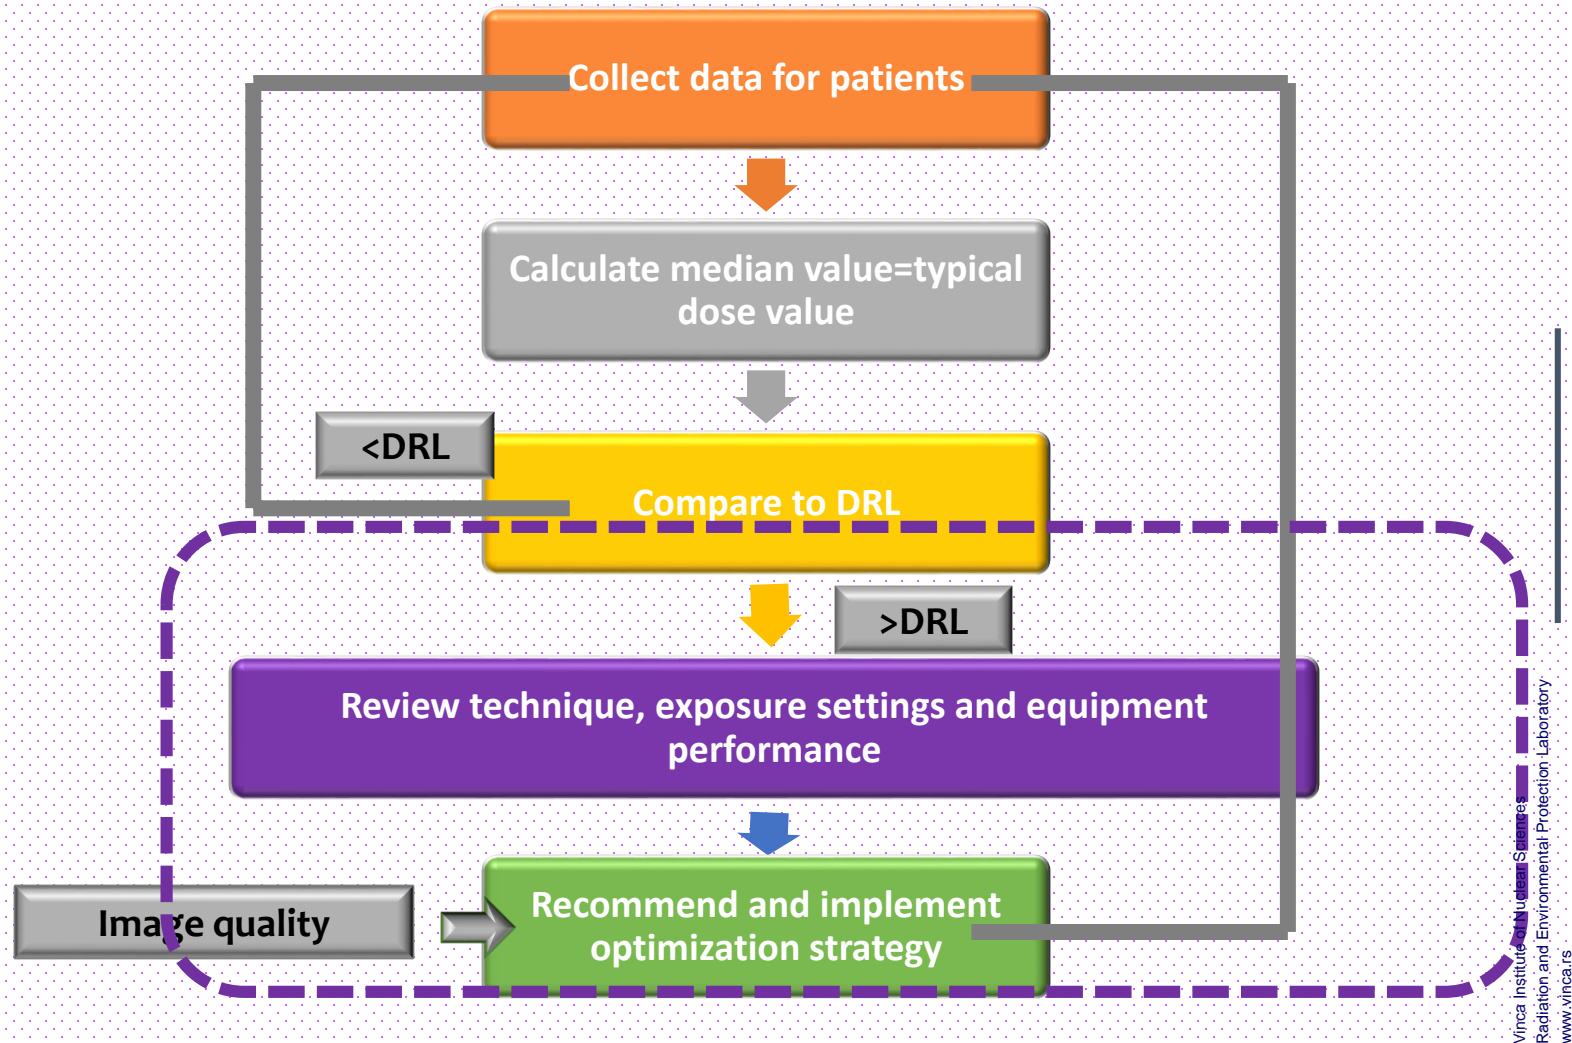 Collect data for patients
Calculate median value=typical
dose value
<DRL
Compare to DRL
>DRL
Review technique, exposure settings and equipment
performance
Image quality
Recommend and implement
optimization strategy
Vinca Institute of Nuclear Sciences
Radiation and Environmental Protection Laboratory
www.vinca.rs